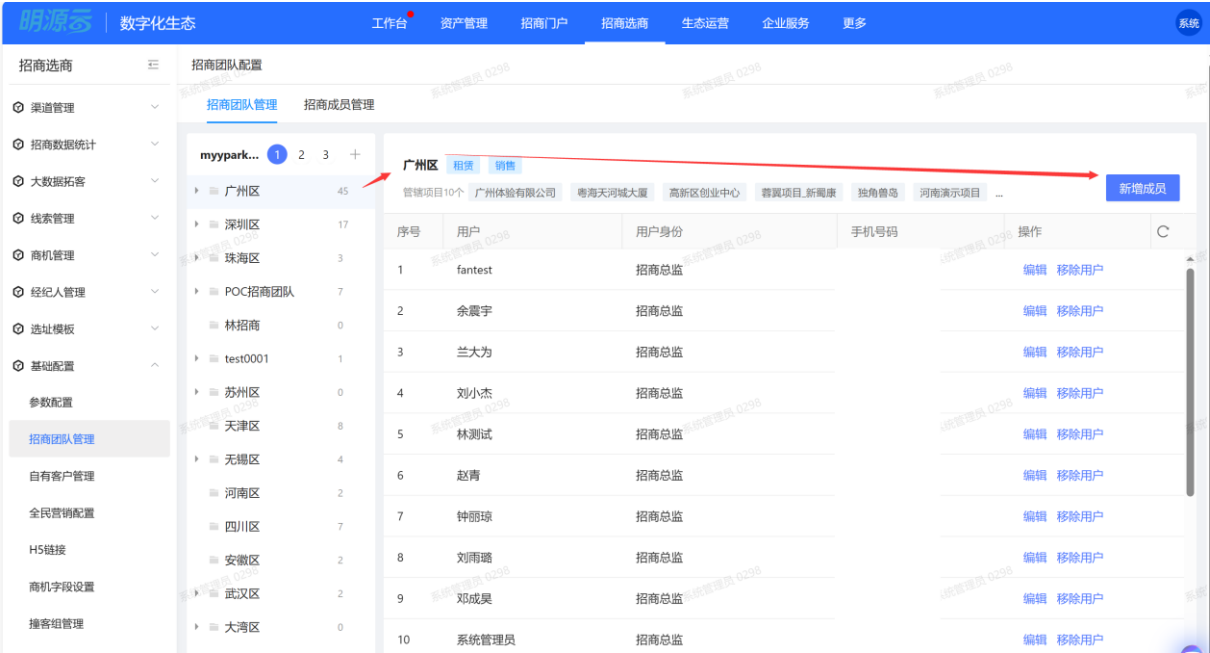 明源云 数字化生态 工作台 资产管理 招商门户 招商选商 生态运营 企业服务 更多 系统
招商选商
渠道管理
招商数据统计
大数据拓客
线索管理
商机管理
经纪人管理
选址模板
基础配置
参数配置
招商团队管理
自有客户管理
全民营销配置
H5链接
商机字段设置
撞客组管理
招商团队配置
招商团队管理 招商成员管理
myypark... 1 2 3 +
广州区 45
深圳区 17
珠海区 3
POC招商团队 7
林招商 0
test0001 1
苏州区 0
天津区 8
无锡区 4
河南区 2
四川区 7
安徽区 2
武汉区 2
大湾区 0
广州区 租赁 销售
管辖项目10个 广州体验有限公司 粤海天河城大厦 高新区创业中心 蓉翼项目_新蜀康 独角兽岛 河南演示项目 ...
新增成员
序号 用户 用户身份 手机号码 操作
1 fantest 招商总监 编辑 移除用户
2 余震宇 招商总监 编辑 移除用户
3 兰大为 招商总监 编辑 移除用户
4 刘小杰 招商总监 编辑 移除用户
5 林测试 招商总监 编辑 移除用户
6 赵青 招商总监 编辑 移除用户
7 钟丽琼 招商总监 编辑 移除用户
8 刘雨璐 招商总监 编辑 移除用户
9 邓成昊 招商总监 编辑 移除用户
10 系统管理员 招商总监 编辑 移除用户
系统管理员 0298